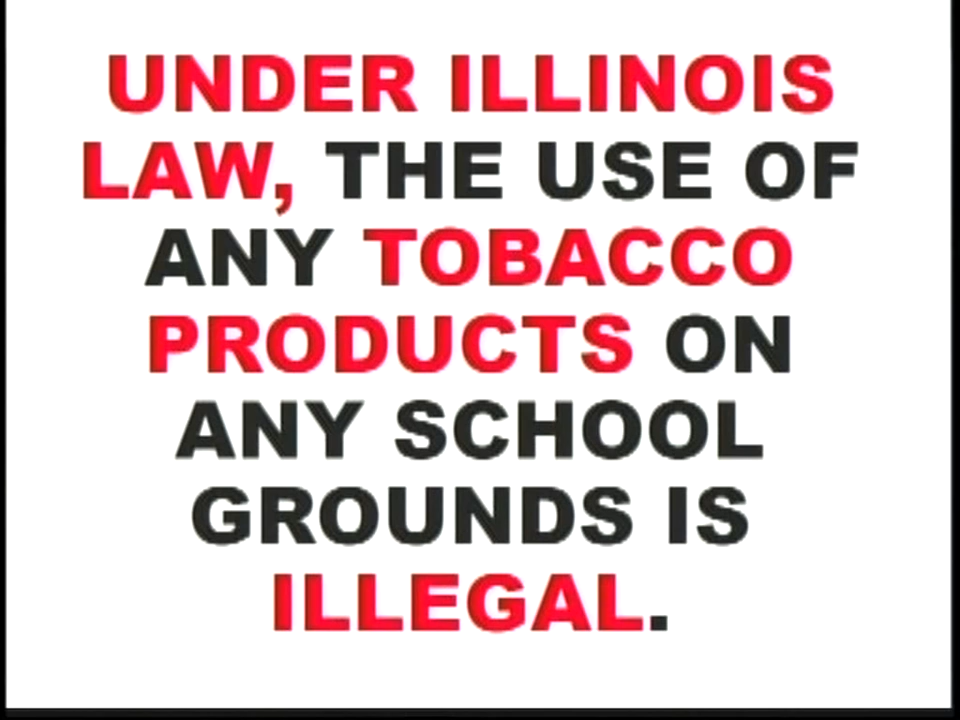 UNDER ILLINOIS
LAW, THE USE OF
ANY TOBACCO
PRODUCTS ON
ANY SCHOOL
GROUNDS IS
ILLEGAL.